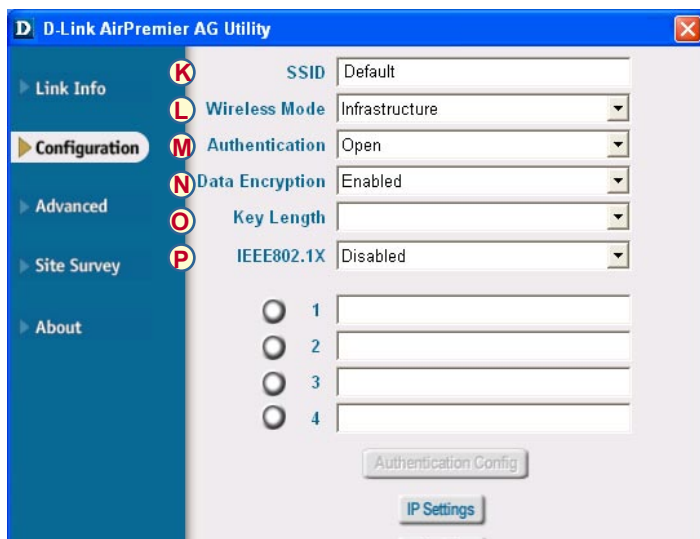 D D-Link AirPremier AG Utility
Link Info
Configuration
Advanced
Site Survey
About
K SSID Default
L Wireless Mode Infrastructure
M Authentication Open
N Data Encryption Enabled
O Key Length
P IEEE802.1X Disabled
1
2
3
4
Authentication Config
IP Settings